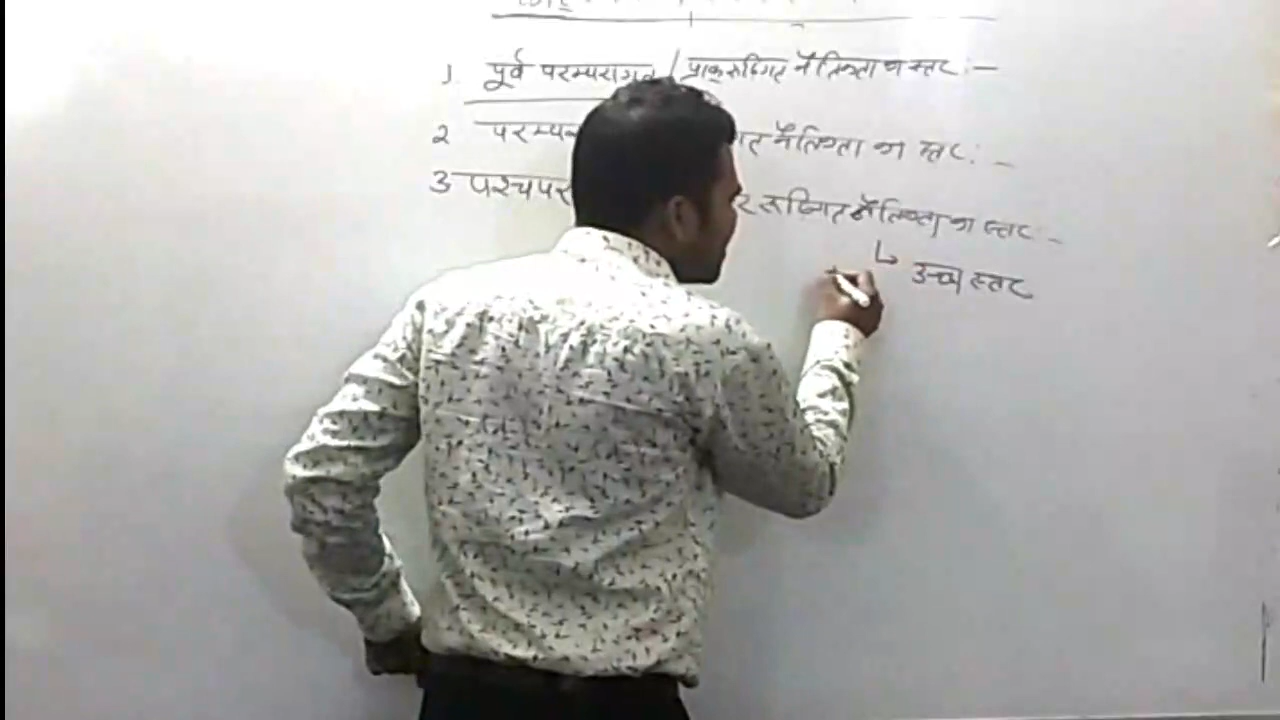 1. पूर्व परम्परागत / प्राक् रूढिगत नैतिकता का स्तर :-
2 परम्प नैतिकता का स्तर :-
3 पश्चपर रूढिगत नैतिकता का स्तर :-
↳ उच्च स्तर